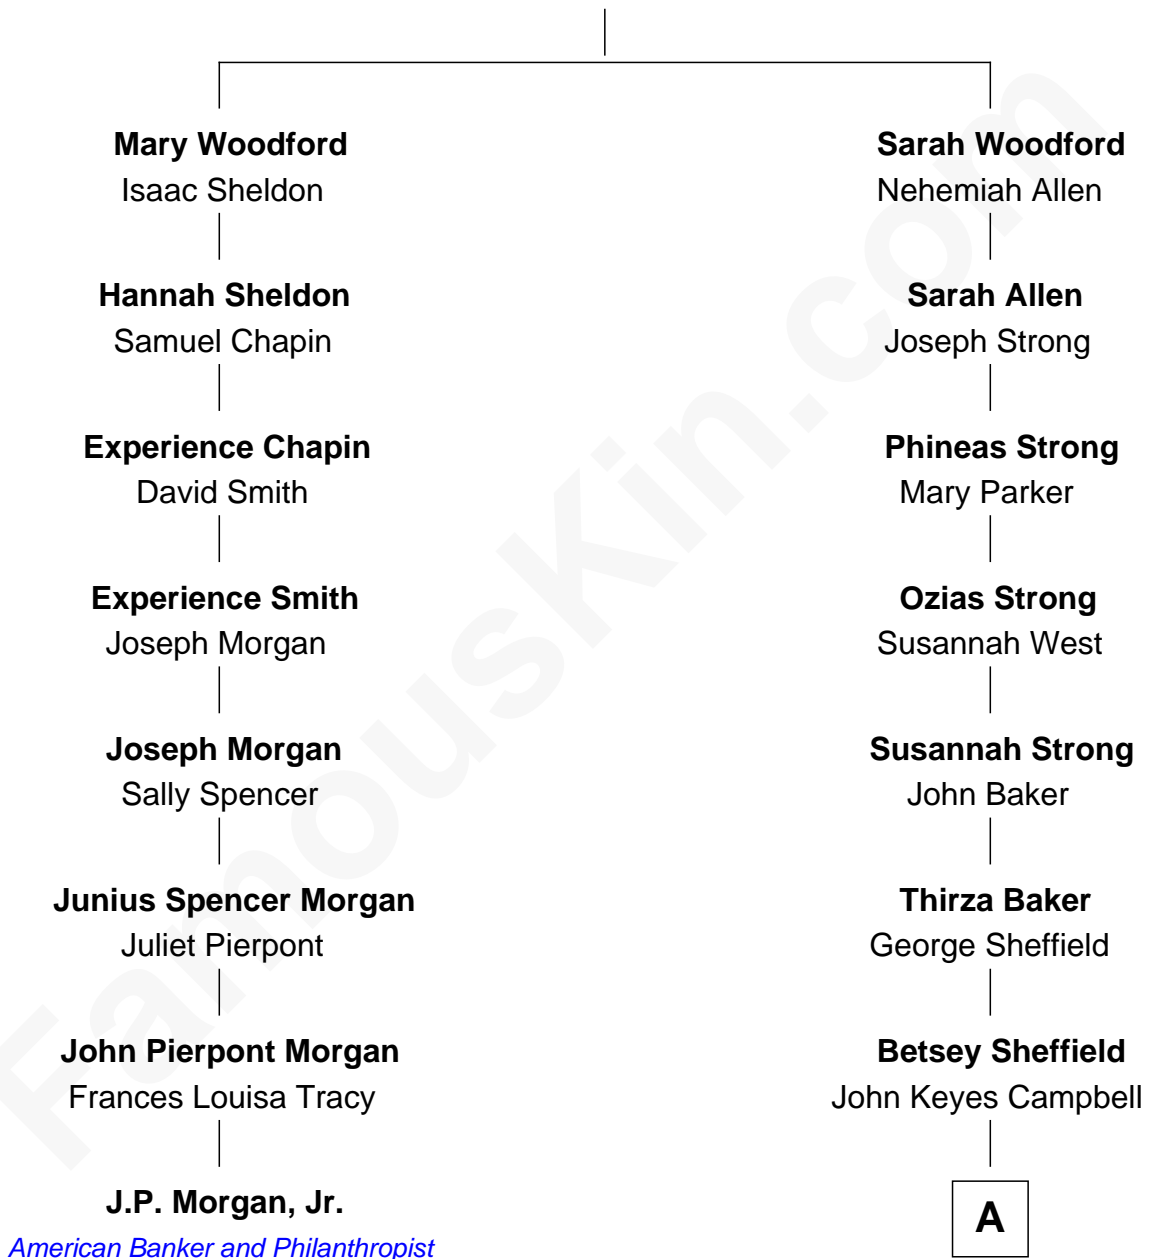 Mary Woodford
Isaac Sheldon
Sarah Woodford
Nehemiah Allen
Hannah Sheldon
Samuel Chapin
Sarah Allen
Joseph Strong
Experience Chapin
David Smith
Phineas Strong
Mary Parker
Experience Smith
Joseph Morgan
Ozias Strong
Susannah West
Joseph Morgan
Sally Spencer
Susannah Strong
John Baker
Junius Spencer Morgan
Juliet Pierpont
Thirza Baker
George Sheffield
John Pierpont Morgan
Frances Louisa Tracy
Betsey Sheffield
John Keyes Campbell
J.P. Morgan, Jr.
American Banker and Philanthropist
A
FamousKin.com